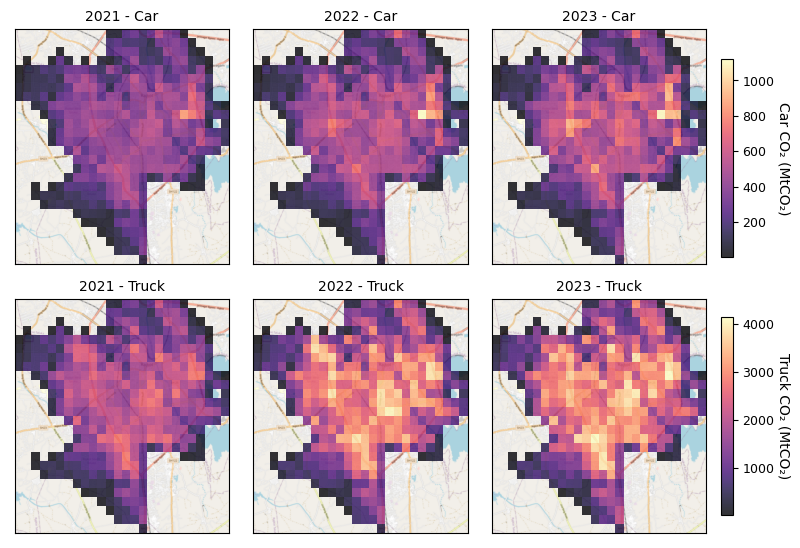 2021 - Car
2022 - Car
2023 - Car
1000
800
600
400
200
Car CO₂ (MtCO₂)
2021 - Truck
2022 - Truck
2023 - Truck
4000
3000
2000
1000
Truck CO₂ (MtCO₂)